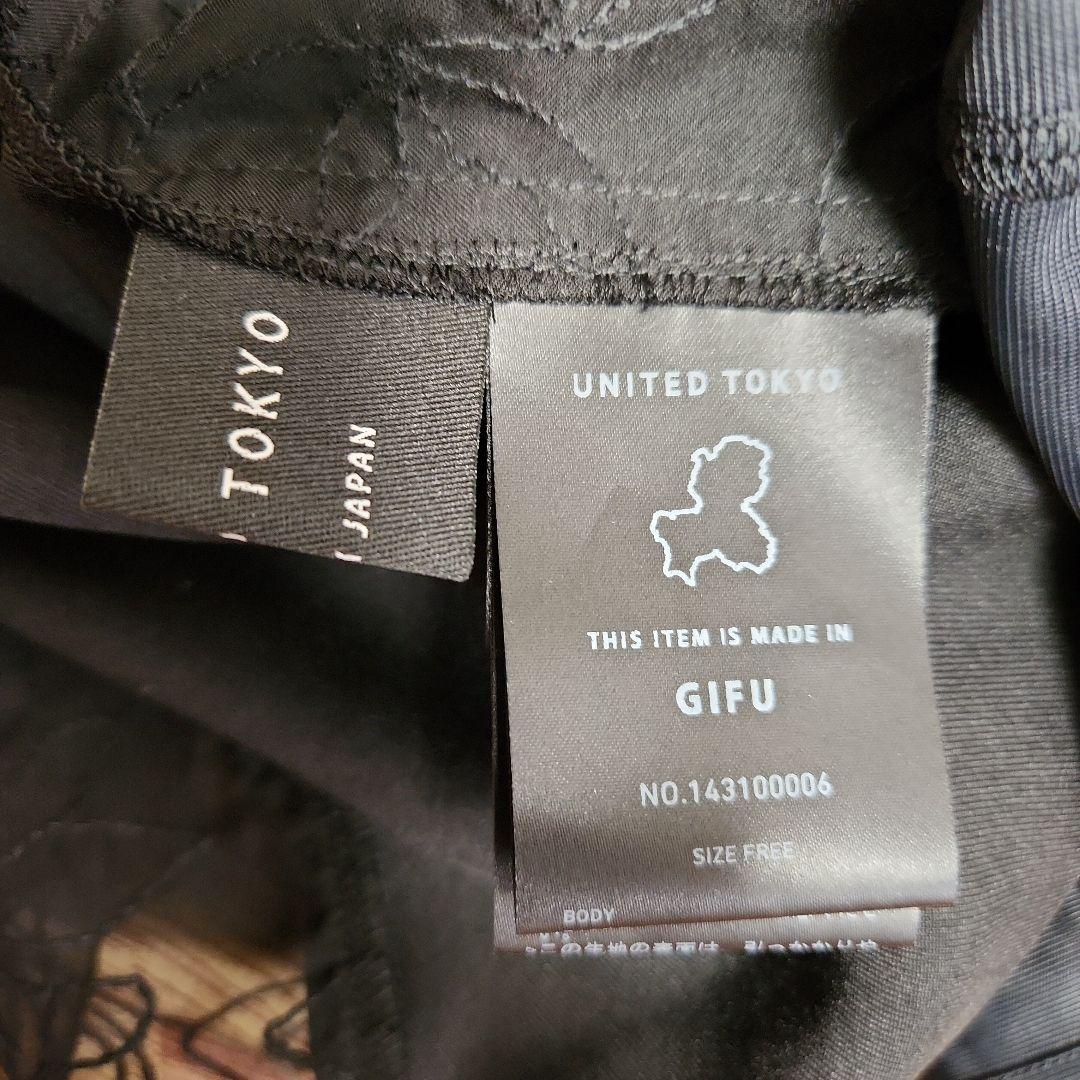 TOKYO
JAPAN
UNITED TOKYO
THIS ITEM IS MADE IN
GIFU
NO.143100006
SIZE FREE
BODY